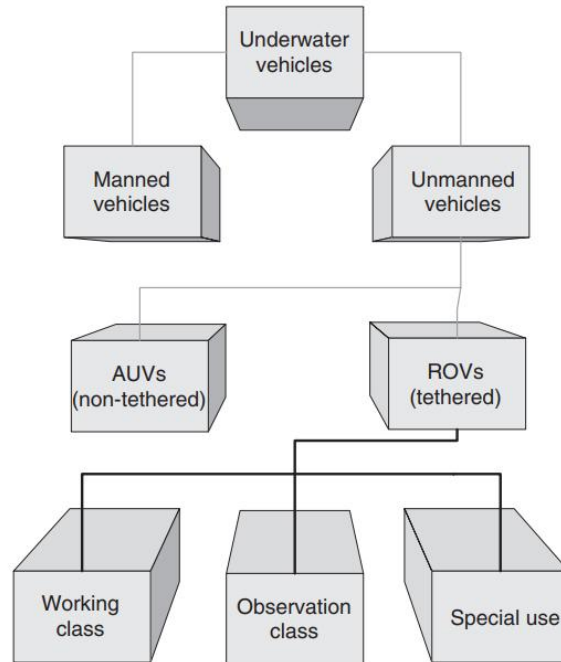 Underwater
vehicles
Manned
vehicles
Unmanned
vehicles
AUVs
(non-tethered)
ROVs
(tethered)
Working
class
Observation
class
Special use